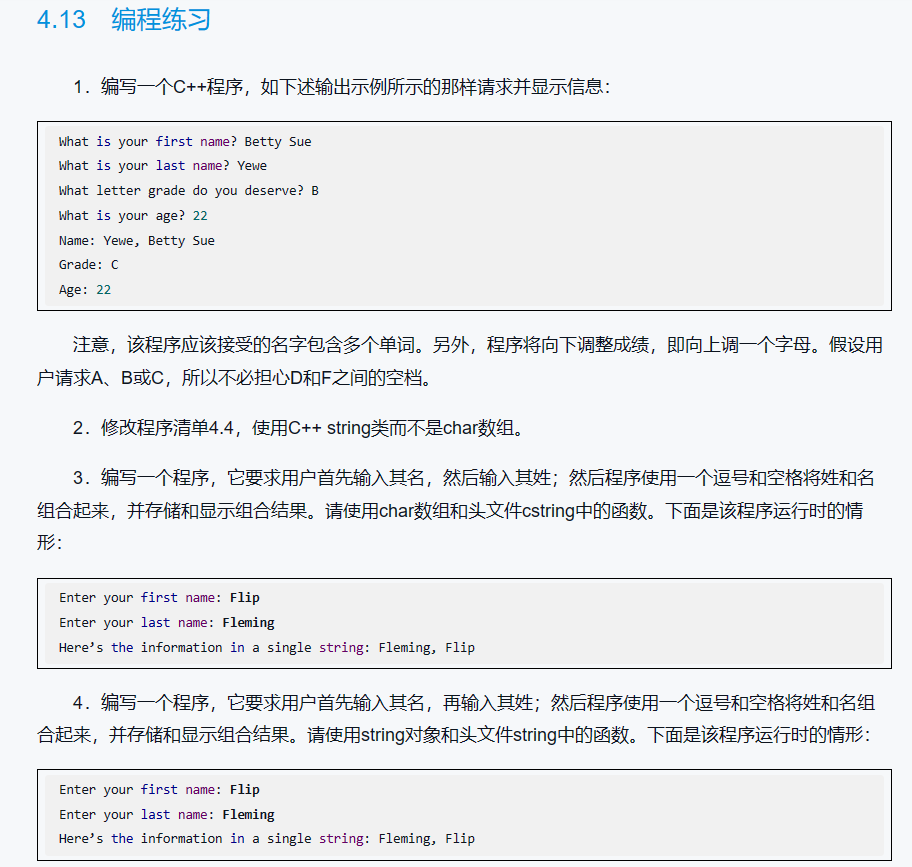 4.13 编程练习
1．编写一个C++程序，如下述输出示例所示的那样请求并显示信息：
What is your first name? Betty Sue
What is your last name? Yewe
What letter grade do you deserve? B
What is your age? 22
Name: Yewe, Betty Sue
Grade: C
Age: 22
注意，该程序应该接受的名字包含多个单词。另外，程序将向下调整成绩，即向上调一个字母。假设用
户请求A、B或C，所以不必担心D和F之间的空档。
2．修改程序清单4.4，使用C++ string类而不是char数组。
3．编写一个程序，它要求用户首先输入其名，然后输入其姓；然后程序使用一个逗号和空格将姓和名
组合起来，并存储和显示组合结果。请使用char数组和头文件cstring中的函数。下面是该程序运行时的情
形：
Enter your first name: Flip
Enter your last name: Fleming
Here’s the information in a single string: Fleming, Flip
4．编写一个程序，它要求用户首先输入其名，再输入其姓；然后程序使用一个逗号和空格将姓和名组
合起来，并存储和显示组合结果。请使用string对象和头文件string中的函数。下面是该程序运行时的情形：
Enter your first name: Flip
Enter your last name: Fleming
Here’s the information in a single string: Fleming, Flip